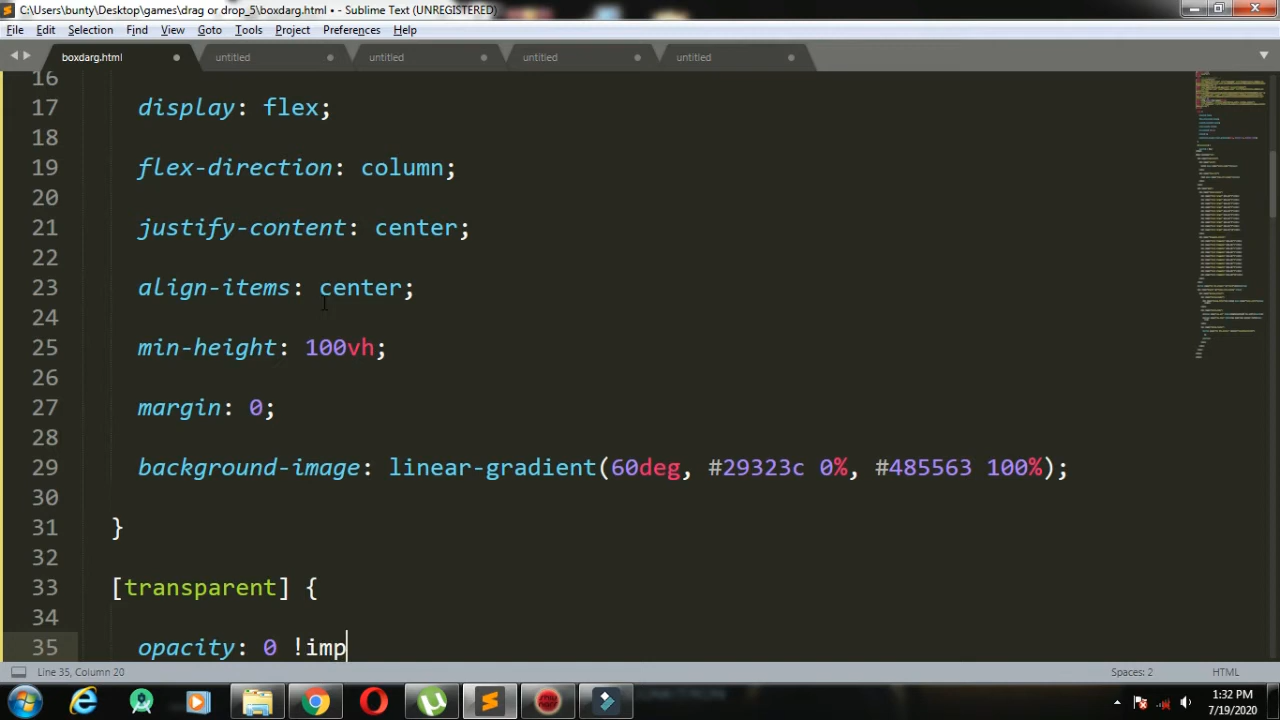 C:\Users\bunty\Desktop\games\drag or drop_5\boxdarg.html • - Sublime Text (UNREGISTERED)
File Edit Selection Find View Goto Tools Project Preferences Help
boxdarg.html untitled untitled untitled untitled
16
17 display: flex;
18
19 flex-direction: column;
20
21 justify-content: center;
22
23 align-items: center;
24
25 min-height: 100vh;
26
27 margin: 0;
28
29 background-image: linear-gradient(60deg, #29323c 0%, #485563 100%);
30
31 }
32
33 [transparent] {
34
35 opacity: 0 !imp
Line 35, Column 20 Spaces: 2 HTML
1:32 PM
7/19/2020